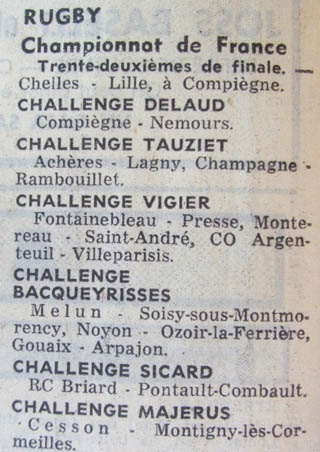 RUGBY
Championnat de France
Trente-deuxièmes de finale. —
Chelles - Lille, à Compiègne.
CHALLENGE DELAUD
Compiègne - Nemours.
CHALLENGE TAUZIET
Achères - Lagny, Champagne -
Rambouillet.
CHALLENGE VIGIER
Fontainebleau - Presse, Monte-
reau - Saint-André, CO Argen-
teuil - Villeparisis.
CHALLENGE
BACQUEYRISSES
Melun - Soisy-sous-Montmo-
rency, Noyon - Ozoir-la-Ferrière,
Gouaix - Arpajon.
CHALLENGE SICARD
RC Briard - Pontault-Combault.
CHALLENGE MAJERUS
Cesson - Montigny-lès-Cor-
meilles.